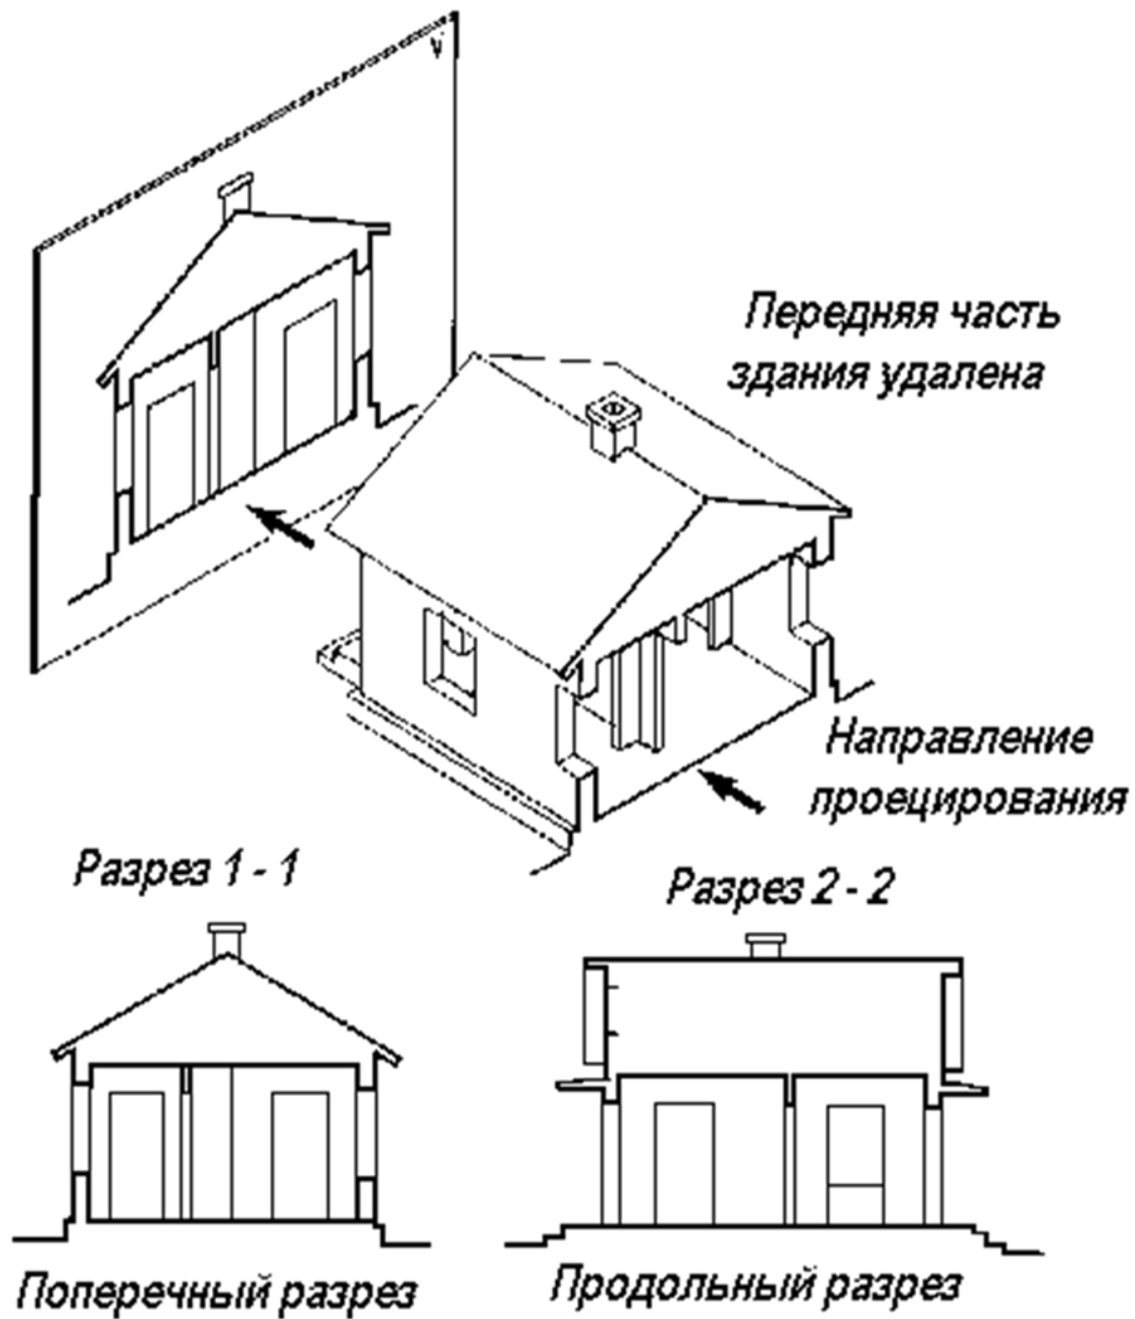 V
Передняя часть
здания удалена
Направление
проецирования
Разрез 1 - 1
Разрез 2 - 2
Поперечный разрез
Продольный разрез